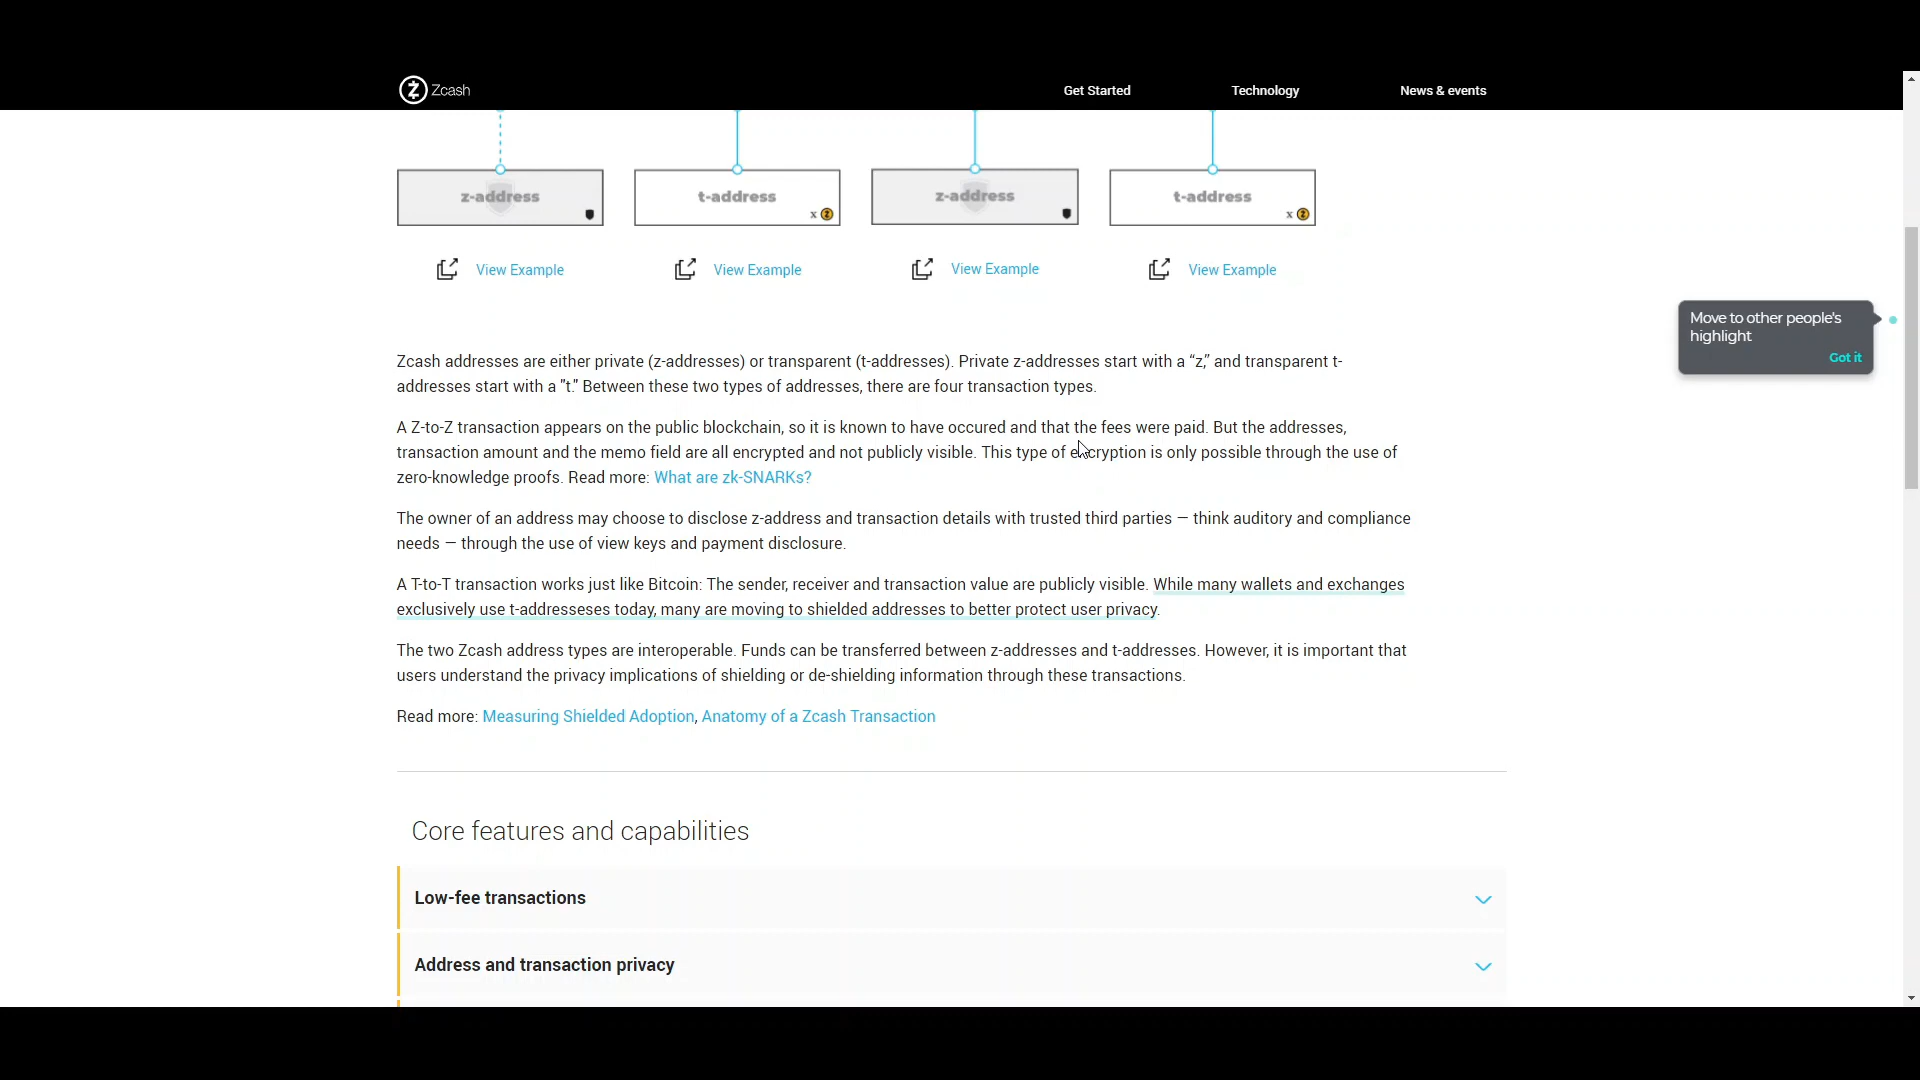 Zcash
Get Started
Technology
News & events
z-address
t-address
x
z-address
t-address
x
View Example
View Example
View Example
View Example
Move to other people's
highlight
Got it
Zcash addresses are either private (z-addresses) or transparent (t-addresses). Private z-addresses start with a “z,” and transparent t-
addresses start with a "t." Between these two types of addresses, there are four transaction types.
A Z-to-Z transaction appears on the public blockchain, so it is known to have occured and that the fees were paid. But the addresses,
transaction amount and the memo field are all encrypted and not publicly visible. This type of encryption is only possible through the use of
zero-knowledge proofs. Read more: What are zk-SNARKs?
The owner of an address may choose to disclose z-address and transaction details with trusted third parties — think auditory and compliance
needs — through the use of view keys and payment disclosure.
A T-to-T transaction works just like Bitcoin: The sender, receiver and transaction value are publicly visible. While many wallets and exchanges
exclusively use t-addresseses today, many are moving to shielded addresses to better protect user privacy.
The two Zcash address types are interoperable. Funds can be transferred between z-addresses and t-addresses. However, it is important that
users understand the privacy implications of shielding or de-shielding information through these transactions.
Read more: Measuring Shielded Adoption, Anatomy of a Zcash Transaction
Core features and capabilities
Low-fee transactions
Address and transaction privacy